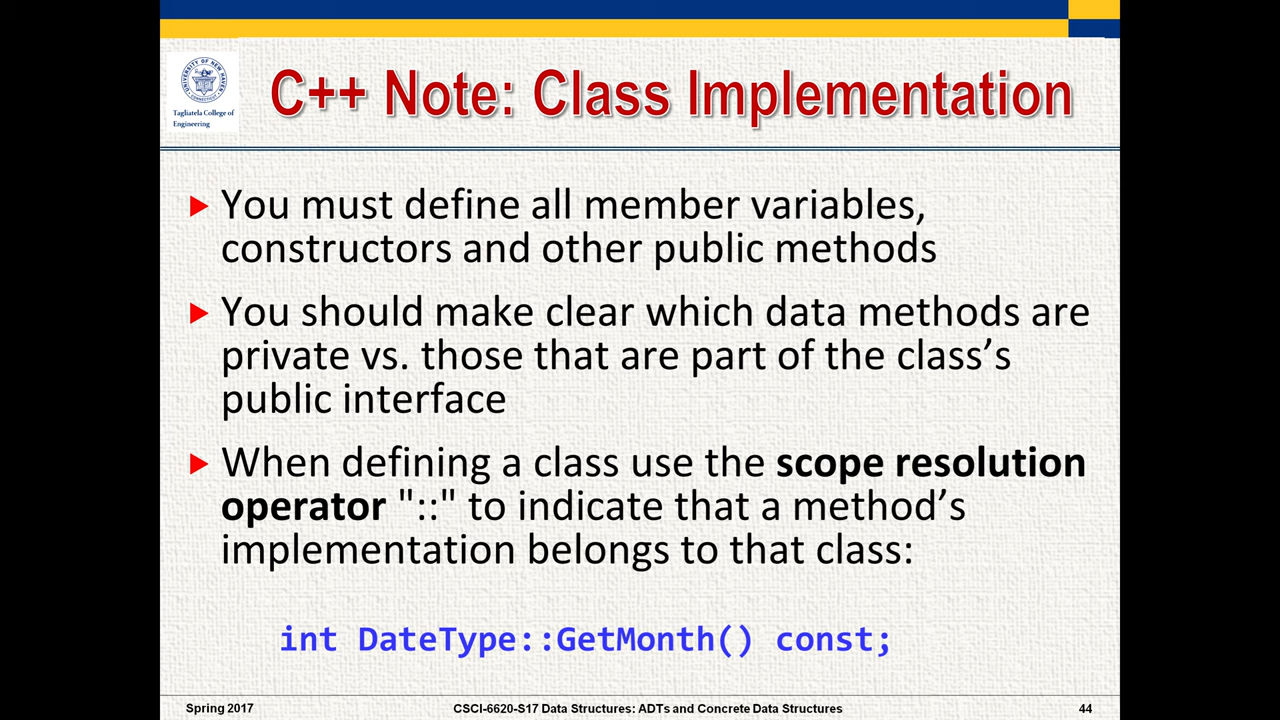 C++ Note: Class Implementation
Tagliatela College of
Engineering
You must define all member variables,
constructors and other public methods
You should make clear which data methods are
private vs. those that are part of the class’s
public interface
When defining a class use the scope resolution
operator "::" to indicate that a method’s
implementation belongs to that class:
int DateType::GetMonth() const;
Spring 2017
CSCI-6620-S17 Data Structures: ADTs and Concrete Data Structures
44